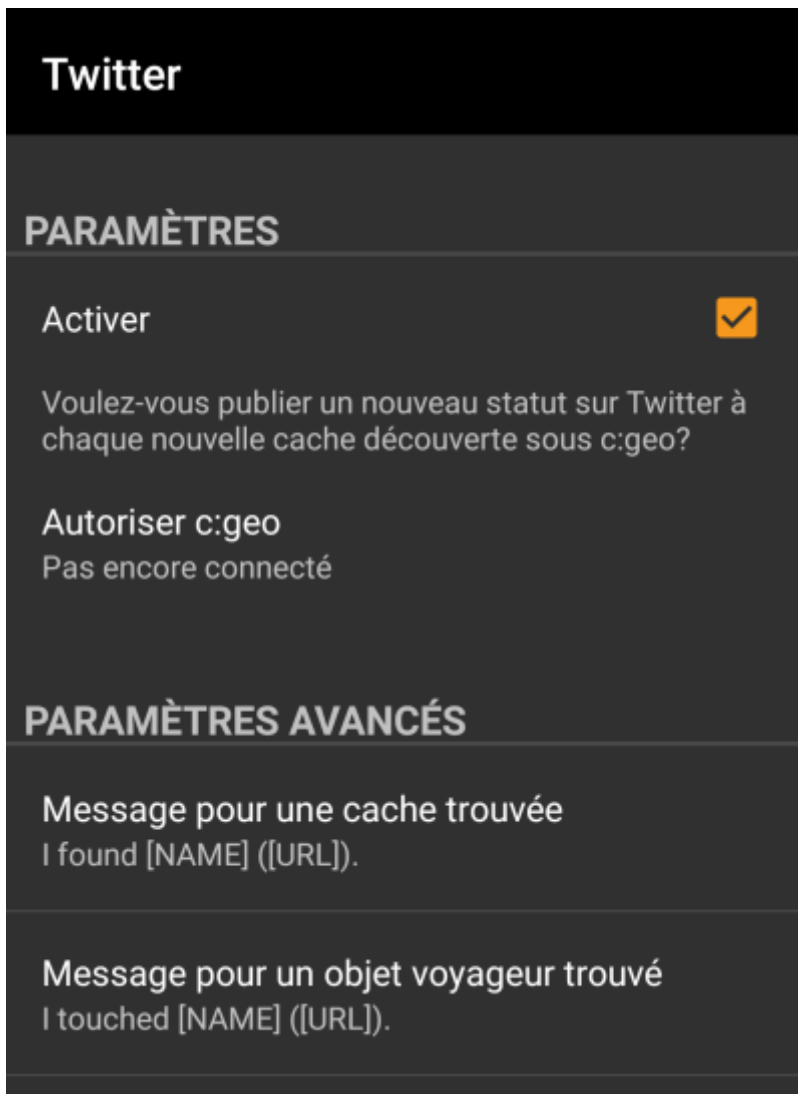 Twitter
PARAMÈTRES
Activer
Voulez-vous publier un nouveau statut sur Twitter à
chaque nouvelle cache découverte sous c:geo?
Autoriser c:geo
Pas encore connecté
PARAMÈTRES AVANCÉS
Message pour une cache trouvée
I found [NAME] ([URL]).
Message pour un objet voyageur trouvé
I touched [NAME] ([URL]).